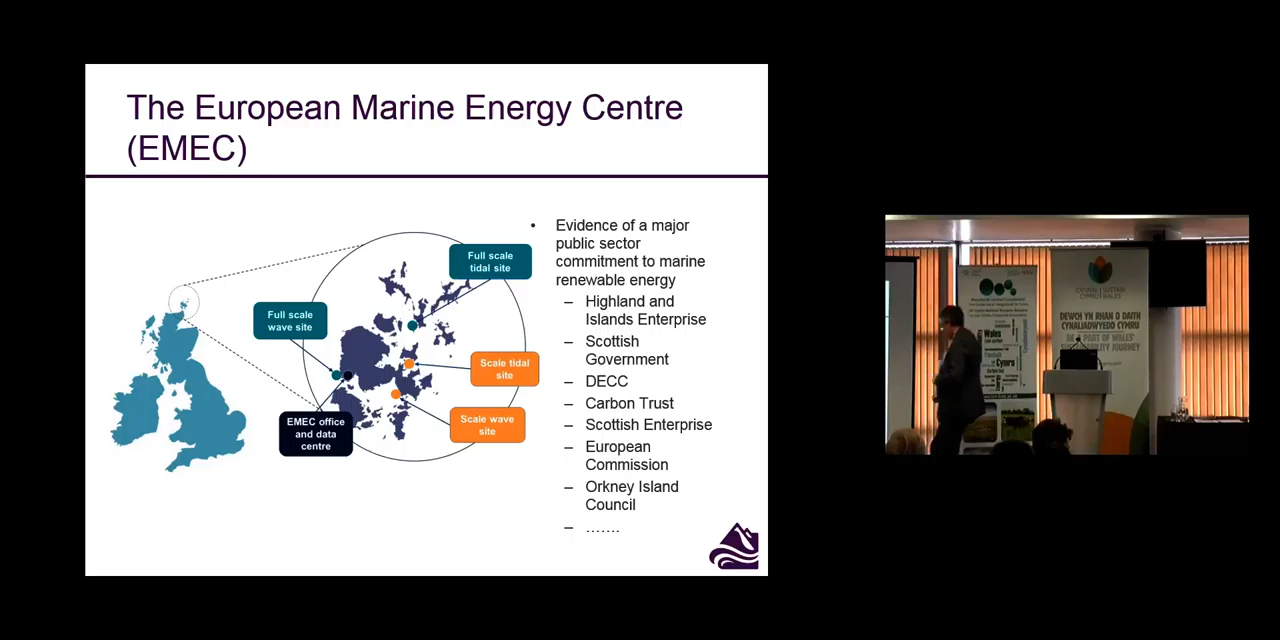 The European Marine Energy Centre
(EMEC)
Full scale
tidal site
Full scale
wave site
Scale tidal
site
EMEC office
and data
centre
Scale wave
site
• Evidence of a major
public sector
commitment to marine
renewable energy
– Highland and
Islands Enterprise
– Scottish
Government
– DECC
– Carbon Trust
– Scottish Enterprise
– European
Commission
– Orkney Island
Council
– .......
Wales
Cymru
CYNNAL | SUSTAIN
CYMRU | WALES
DEWCH YN RHAN O DAITH
CYNALIADWYEDD CYMRU
BE A PART OF WALES'